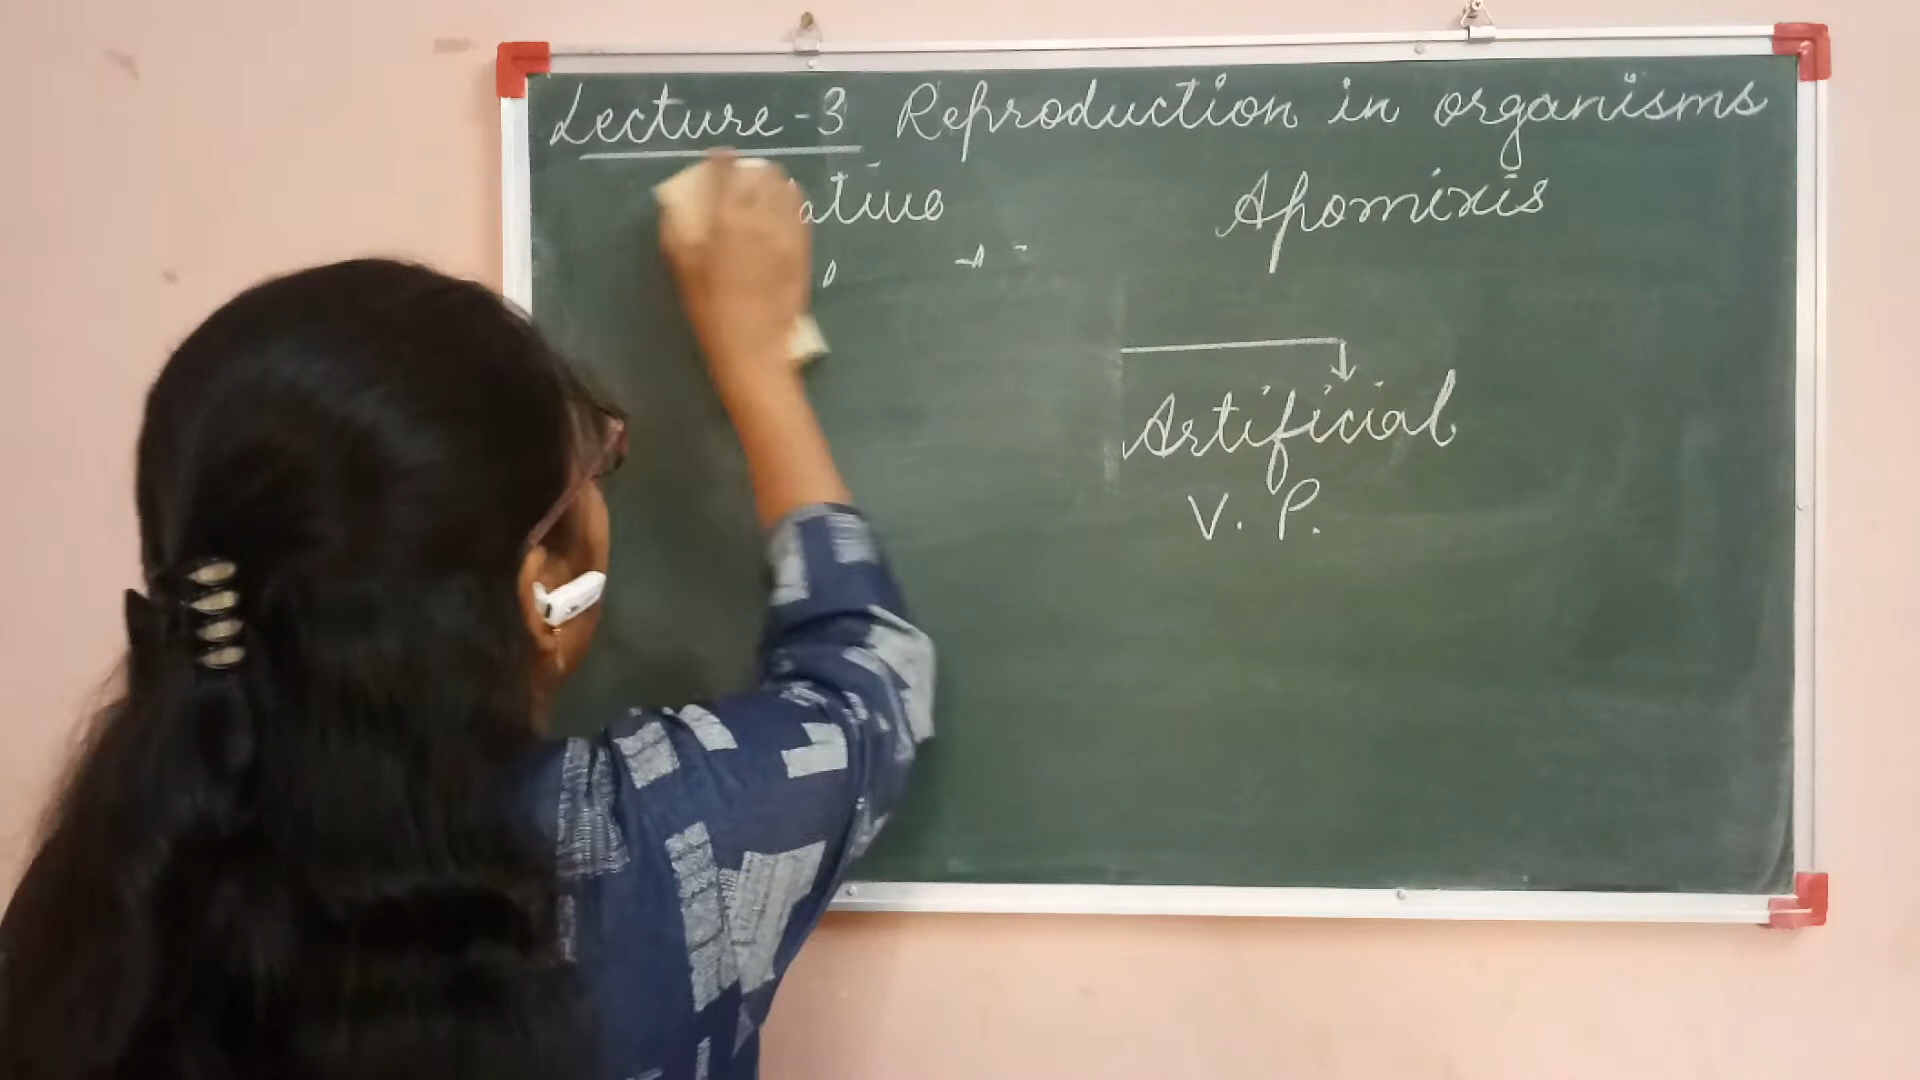 Lecture-3 Reproduction in organisms
Apomixis
Artificial
V. P.